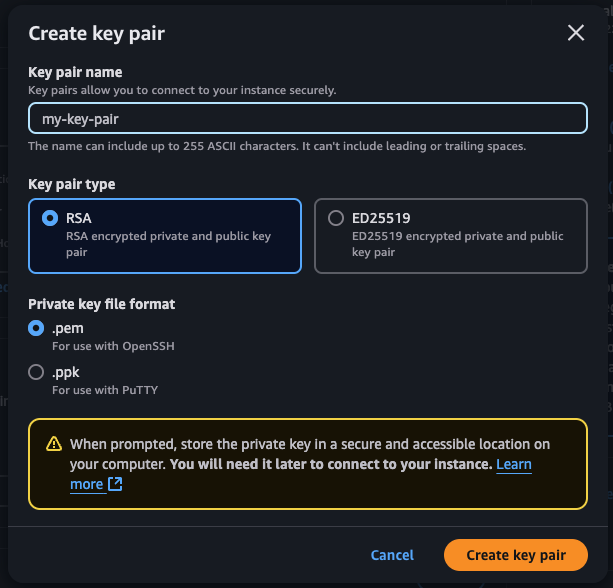 Create key pair
Key pair name
Key pairs allow you to connect to your instance securely.
my-key-pair
The name can include up to 255 ASCII characters. It can't include leading or trailing spaces.
Key pair type
RSA
RSA encrypted private and public key
pair
ED25519
ED25519 encrypted private and public
key pair
Private key file format
.pem
For use with OpenSSH
.ppk
For use with PuTTY
When prompted, store the private key in a secure and accessible location on
your computer. You will need it later to connect to your instance. Learn
more
Cancel
Create key pair